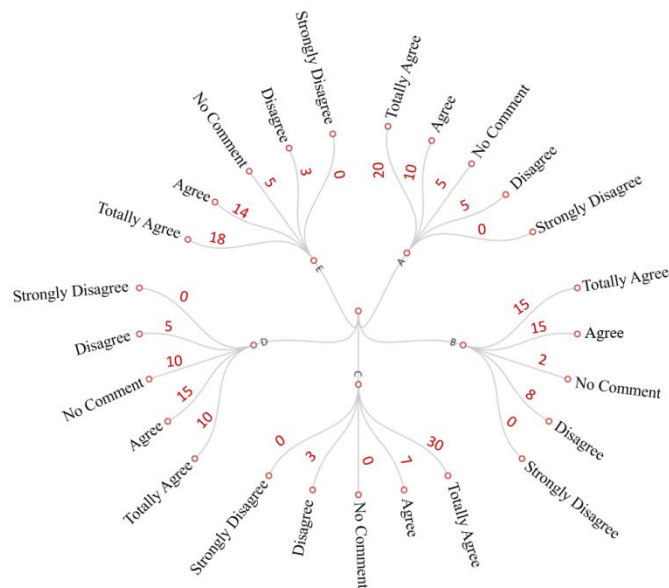 Totally Agree
20
Agree
10
No Comment
5
Disagree
5
Strongly Disagree
0
A
Totally Agree
15
Agree
15
No Comment
2
Disagree
8
Strongly Disagree
0
B
Totally Agree
30
Agree
7
No Comment
0
Disagree
3
Strongly Disagree
0
C
Totally Agree
10
Agree
15
No Comment
10
Disagree
5
Strongly Disagree
0
D
Totally Agree
18
Agree
14
No Comment
5
Disagree
3
Strongly Disagree
0
E